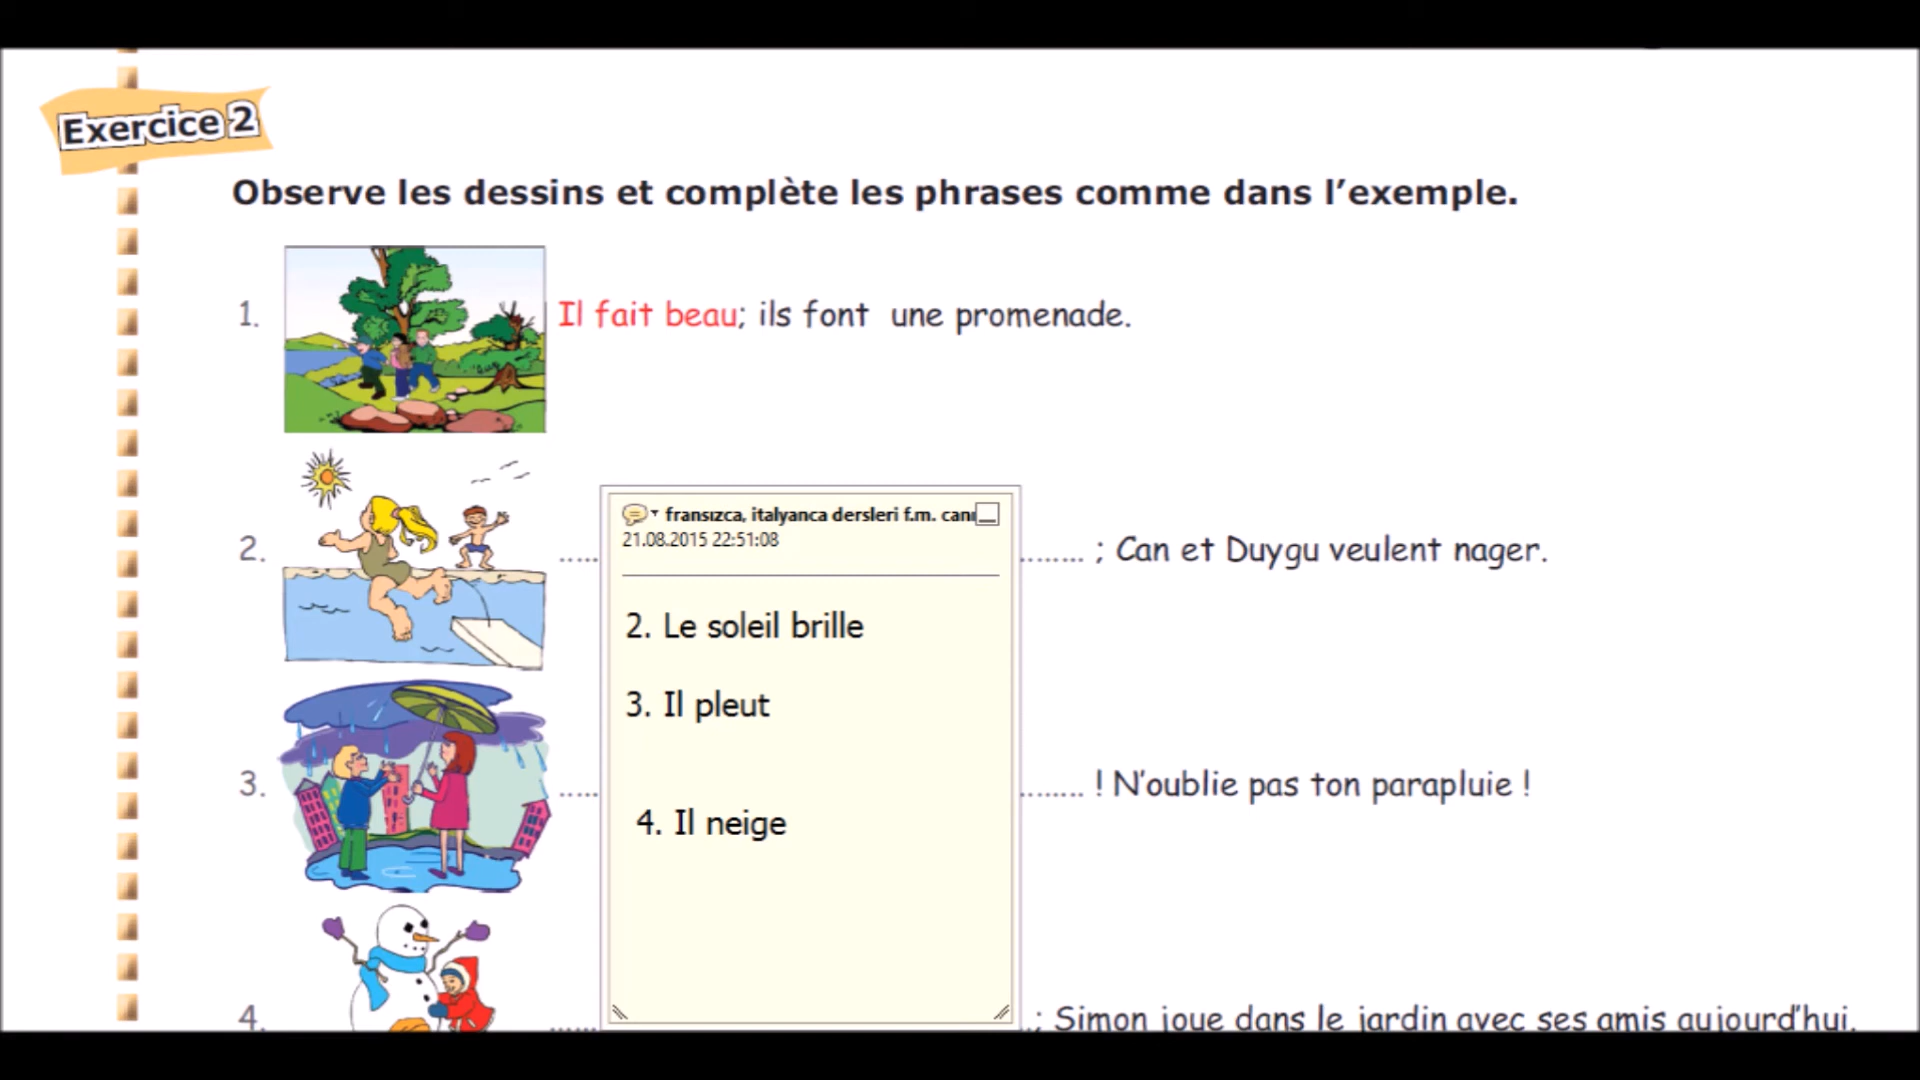 Exercice 2
Observe les dessins et complète les phrases comme dans l'exemple.
1. Il fait beau; ils font une promenade.
2. ..... ........ ; Can et Duygu veulent nager.
fransızca, italyanca dersleri f.m.
21.08.2015 22:51:08
2. Le soleil brille
3. Il pleut
4. Il neige
3. ..... ........ ! N'oublie pas ton parapluie !
4. ..... .; Simon joue dans le jardin avec ses amis aujourd'hui.